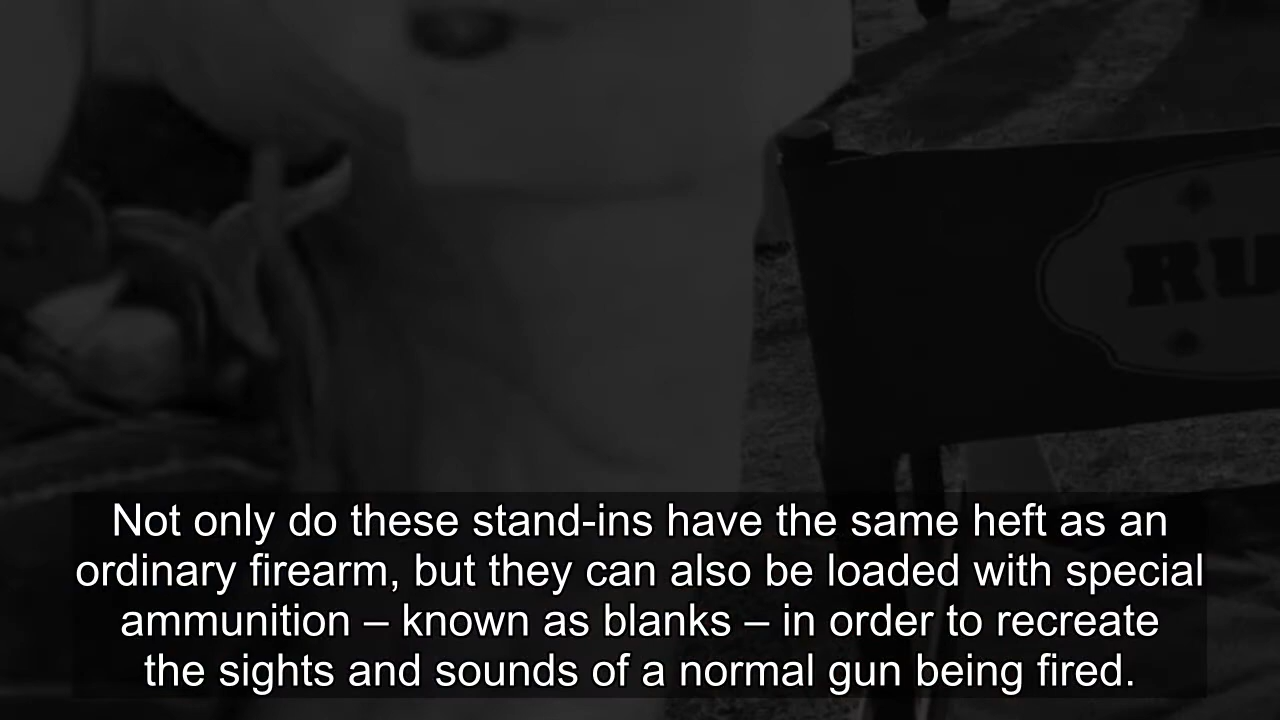 RU
Not only do these stand-ins have the same heft as an
ordinary firearm, but they can also be loaded with special
ammunition – known as blanks – in order to recreate
the sights and sounds of a normal gun being fired.